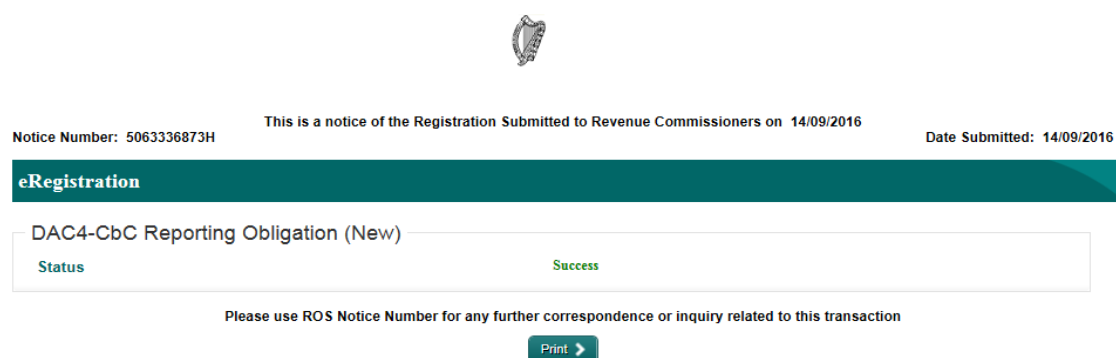 This is a notice of the Registration Submitted to Revenue Commissioners on 14/09/2016
Notice Number: 5063336873H
Date Submitted: 14/09/2016
eRegistration
DAC4-CbC Reporting Obligation (New)
Status Success
Please use ROS Notice Number for any further correspondence or inquiry related to this transaction
Print